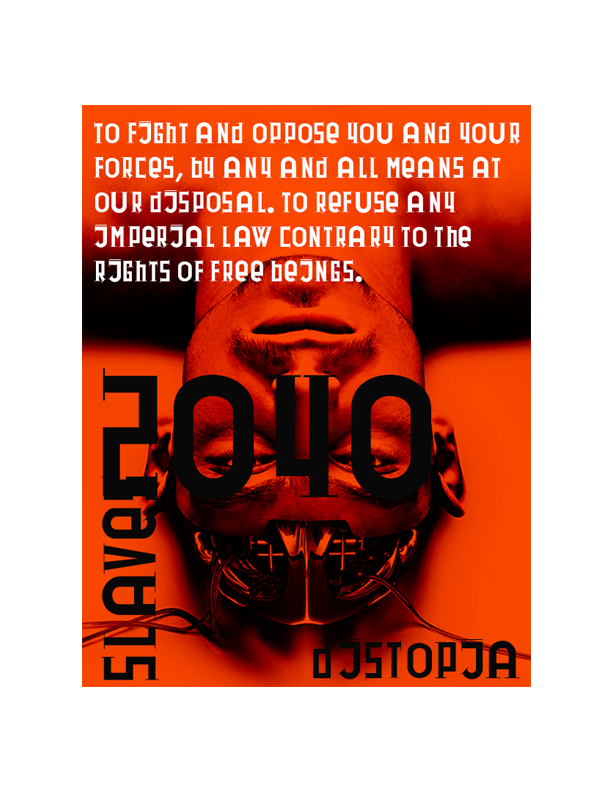 TO FIGHT AND OPPOSE YOU AND YOUR
FORCES, BY ANY AND ALL MEANS AT
OUR DISPOSAL. TO REFUSE ANY
IMPERIAL LAW CONTRARY TO THE
RIGHTS OF FREE BEINGS.
2040
SLAVE
DISTOPIA